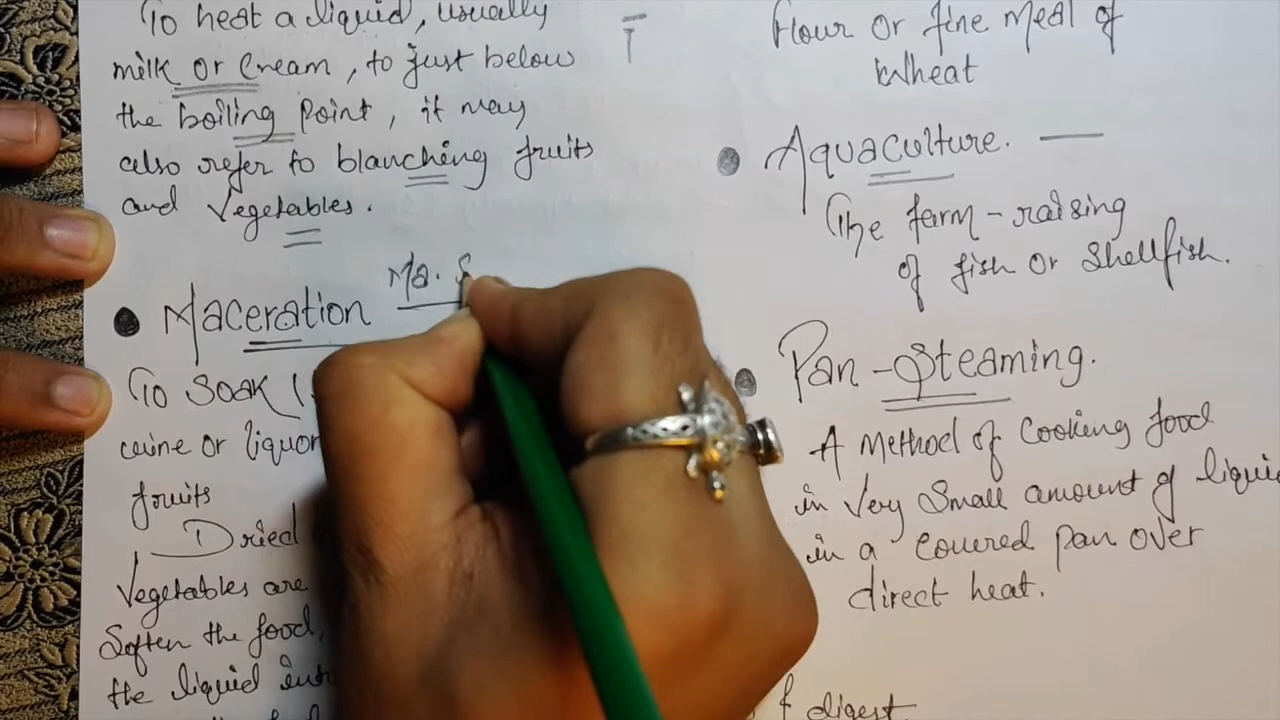 To heat a liquid, usually
milk or Cream, to just below
the boiling Point, it may
also refer to blanching fruits
and Vegetables.
Ma. S
Maceration
To Soak
wine or liquor
fruits
Dried
Vegetables are
Soften the food,
the liquid
Flour or fine Meal of
Wheat
Aquaculture. —
The farm-raising
of fish or Shellfish.
Pan-Steaming.
A Method of Cooking food
in Very Small amount of liquid
in a Covered pan over
direct heat.
digest